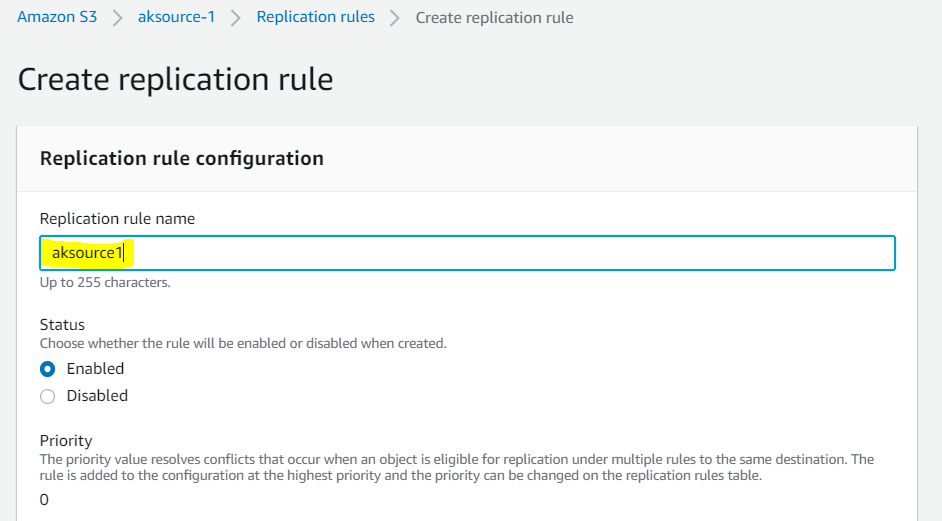 Amazon S3 > aksource-1 > Replication rules > Create replication rule
Create replication rule
Replication rule configuration
Replication rule name
aksource1
Up to 255 characters.
Status
Choose whether the rule will be enabled or disabled when created.
Enabled
Disabled
Priority
The priority value resolves conflicts that occur when an object is eligible for replication under multiple rules to the same destination. The
rule is added to the configuration at the highest priority and the priority can be changed on the replication rules table.
0